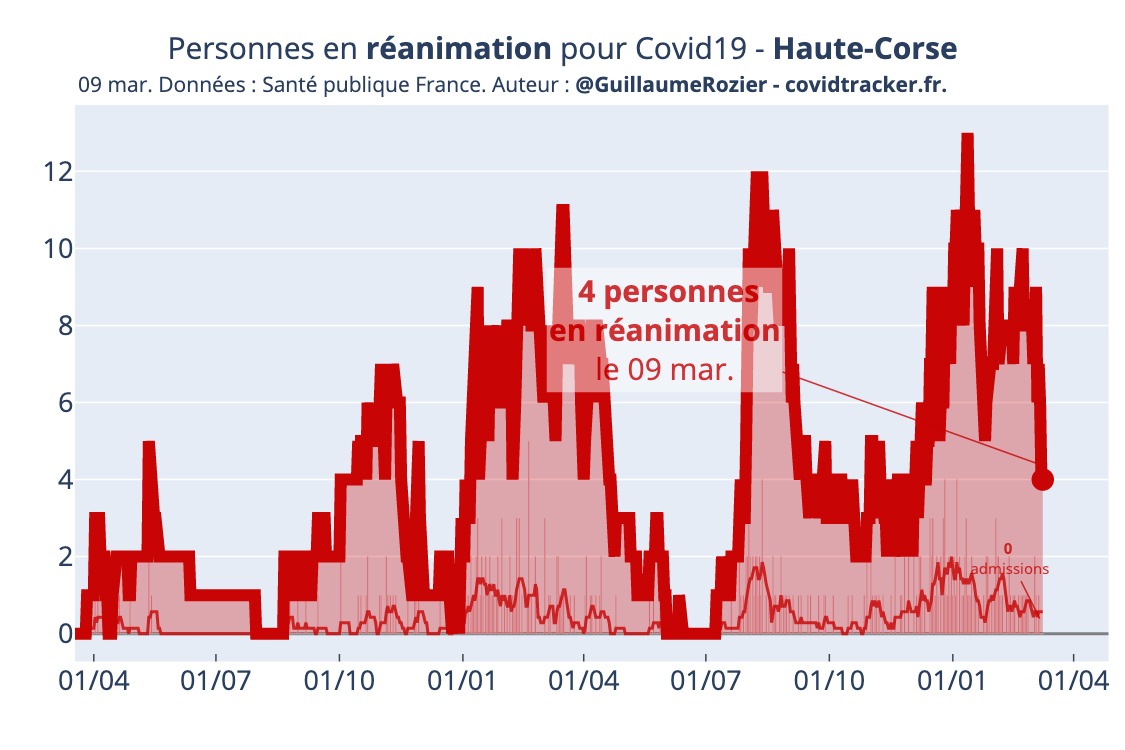 Personnes en réanimation pour Covid19 - Haute-Corse
09 mar. Données : Santé publique France. Auteur : @GuillaumeRozier - covidtracker.fr.
12
10
8
6
4
2
0
4 personnes
en réanimation
le 09 mar.
0
admissions
01/04 01/07 01/10 01/01 01/04 01/07 01/10 01/01 01/04